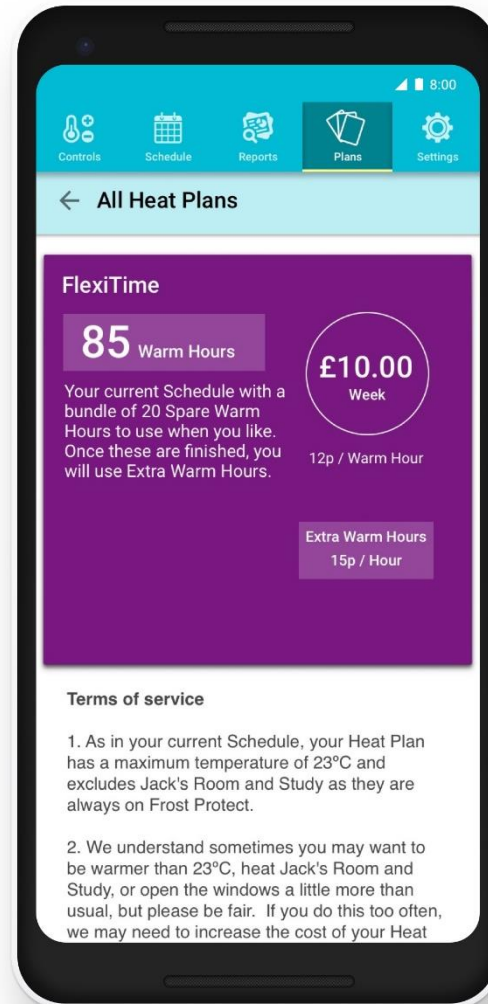 8:00
Controls
Schedule
Reports
Plans
Settings
All Heat Plans
FlexiTime
85 Warm Hours
Your current Schedule with a
bundle of 20 Spare Warm
Hours to use when you like.
Once these are finished, you
will use Extra Warm Hours.
£10.00
Week
12p / Warm Hour
Extra Warm Hours
15p / Hour
Terms of service
1. As in your current Schedule, your Heat Plan
has a maximum temperature of 23ºC and
excludes Jack's Room and Study as they are
always on Frost Protect.
2. We understand sometimes you may want to
be warmer than 23ºC, heat Jack's Room and
Study, or open the windows a little more than
usual, but please be fair.  If you do this too often,
we may need to increase the cost of your Heat